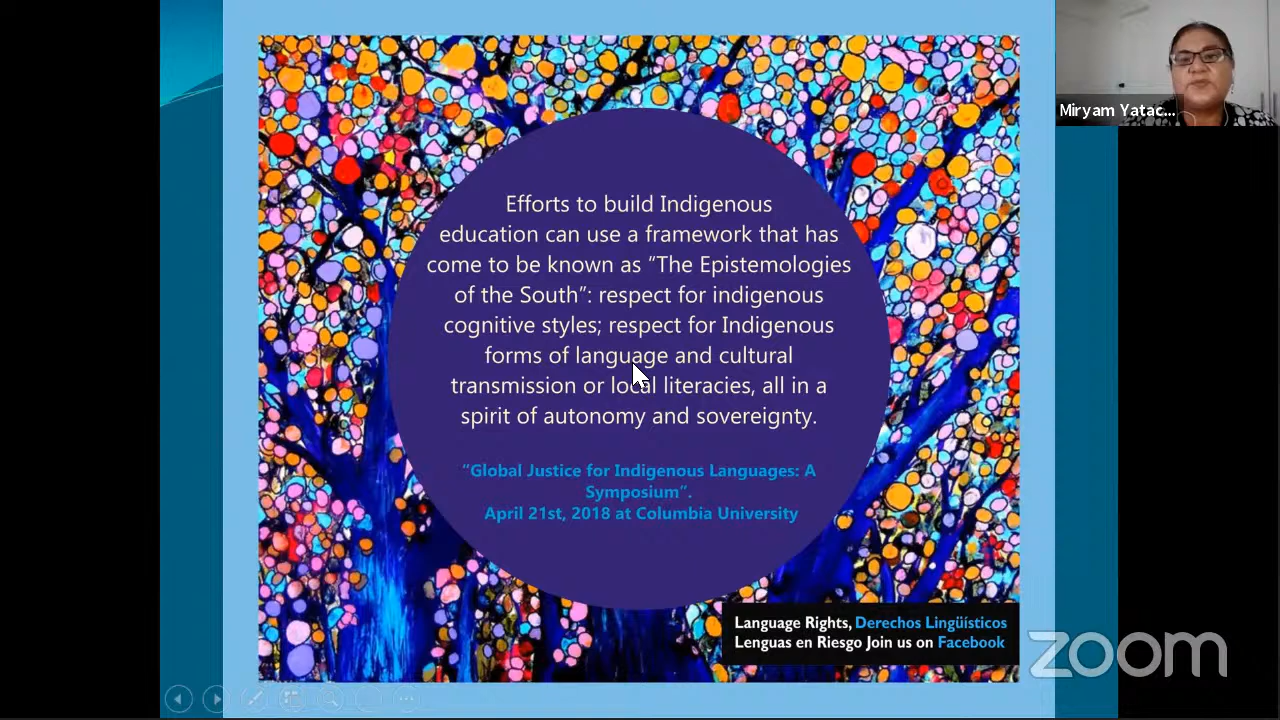 Efforts to build Indigenous
education can use a framework that has
come to be known as “The Epistemologies
of the South”: respect for indigenous
cognitive styles; respect for Indigenous
forms of language and cultural
transmission or local literacies, all in a
spirit of autonomy and sovereignty.
“Global Justice for Indigenous Languages: A
Symposium”.
April 21st, 2018 at Columbia University
Language Rights, Derechos Lingüísticos
Lenguas en Riesgo Join us on Facebook
Miryam Yatac...
zoom